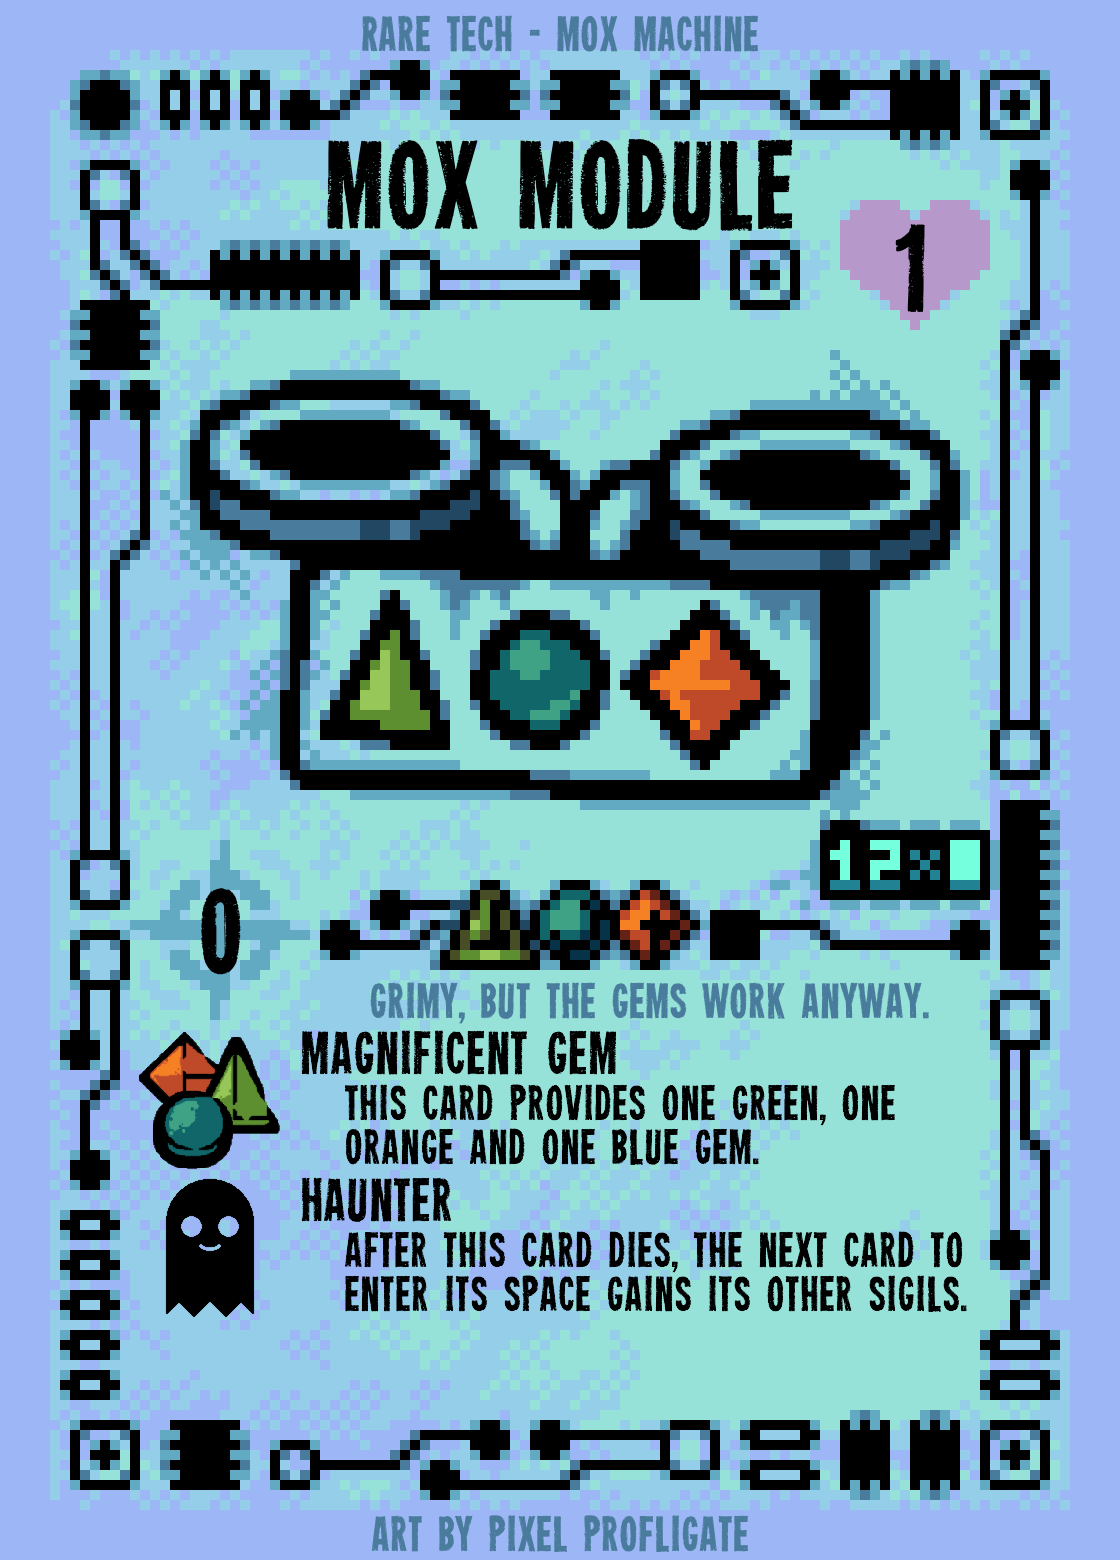 RARE TECH - MOX MACHINE
MOX MODULE
1
12x
0
GRIMY, BUT THE GEMS WORK ANYWAY.
MAGNIFICENT GEM
THIS CARD PROVIDES ONE GREEN, ONE
ORANGE AND ONE BLUE GEM.
HAUNTER
AFTER THIS CARD DIES, THE NEXT CARD TO
ENTER ITS SPACE GAINS ITS OTHER SIGILS.
ART BY PIXEL PROFLIGATE